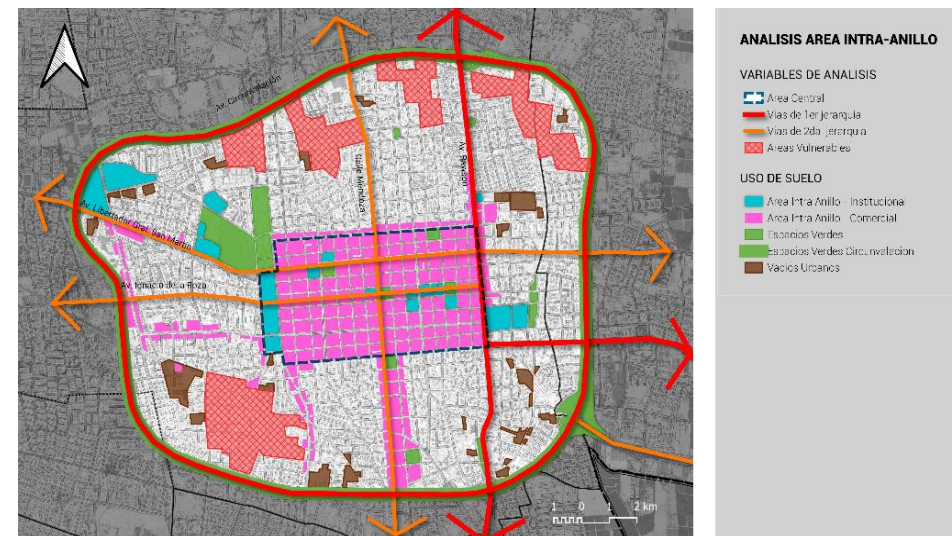 Av. Circunvalación
Calle Mendoza
Av. Rawson
Av. Libertador Gral. San Martín
Av. Ignacio de la Roza
1 0 1 2 km
ANALISIS AREA INTRA-ANILLO
VARIABLES DE ANALISIS
Area Central
Vias de 1er jerarquia
Vias de 2da jerarquia
Areas Vulnerables
USO DE SUELO
Area Intra Anillo - Institucional
Area Intra Anillo - Comercial
Espacios Verdes
Espacios Verdes Circunvalacion
Vacios Urbanos